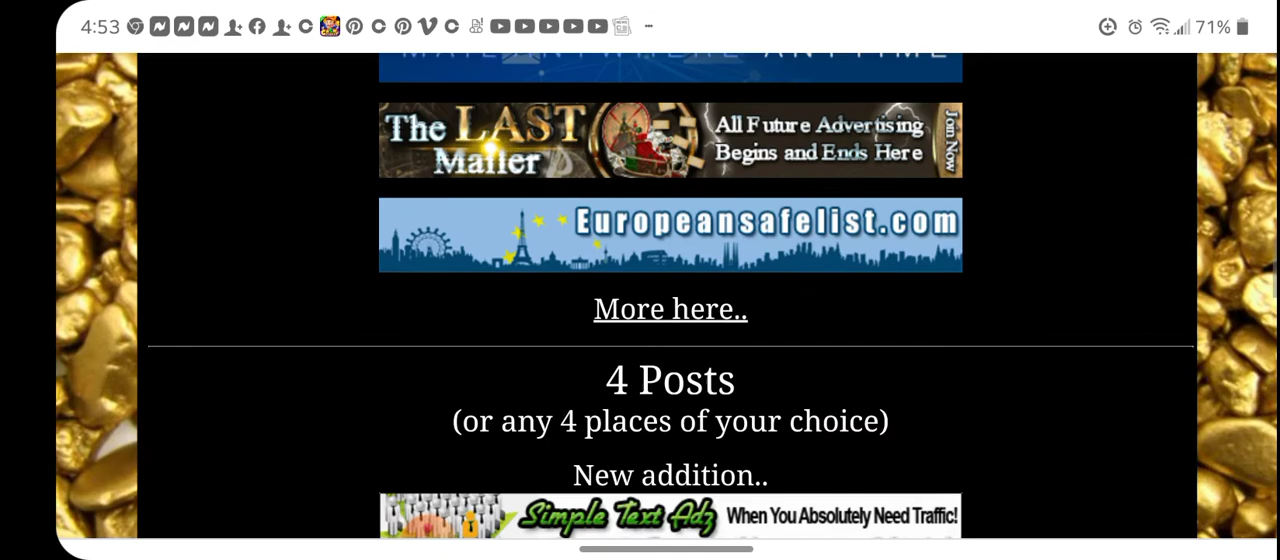 4:53
71%
ANYTIME
The LAST
Mailer
All Future Advertising
Begins and Ends Here
Join Now
Europeansafelist.com
More here..
4 Posts
(or any 4 places of your choice)
New addition..
Simple Text Adz When You Absolutely Need Traffic!